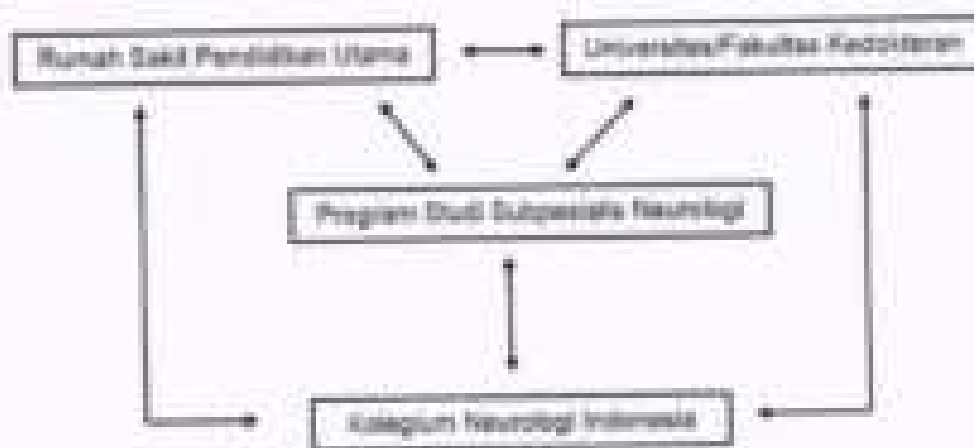 Rumah Sakit Pendidikan Utama
Universitas/Fakultas Kedokteran
Program Studi Subspesialis Neurologi
Kolegium Neurologi Indonesia